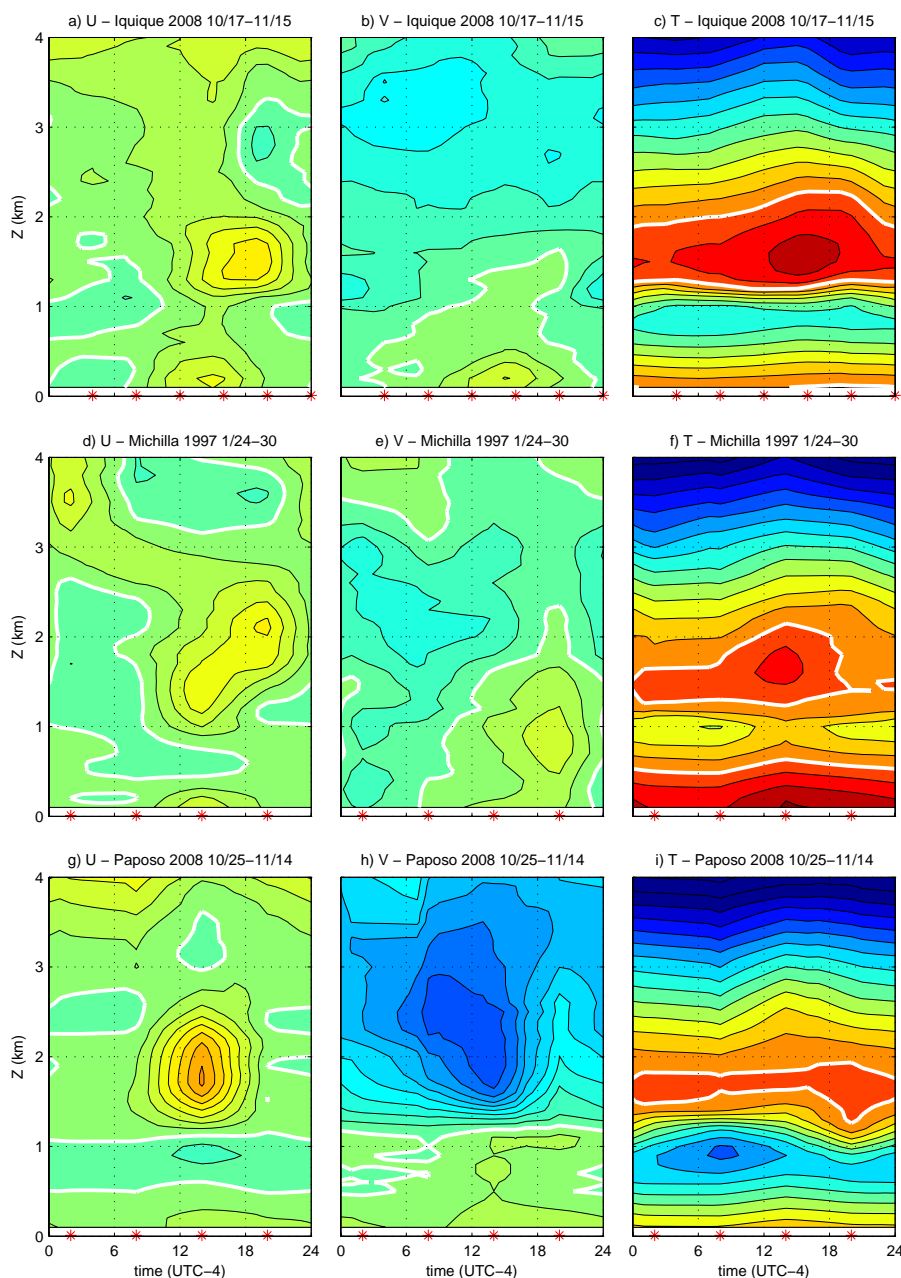 a) U − Iquique 2008 10/17−11/15
b) V − Iquique 2008 10/17−11/15
c) T − Iquique 2008 10/17−11/15
4
3
2
1
0
Z (km)
d) U − Michilla 1997 1/24−30
e) V − Michilla 1997 1/24−30
f) T − Michilla 1997 1/24−30
4
3
2
1
0
Z (km)
g) U − Paposo 2008 10/25−11/14
h) V − Paposo 2008 10/25−11/14
i) T − Paposo 2008 10/25−11/14
4
3
2
1
0
Z (km)
0 6 12 18 24
0 6 12 18 24
0 6 12 18 24
time (UTC−4)
time (UTC−4)
time (UTC−4)